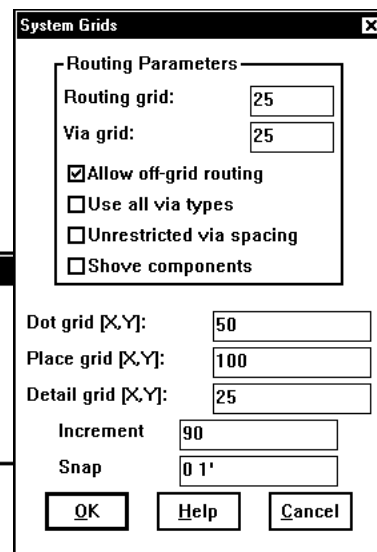 System Grids
Routing Parameters
Routing grid: 25
Via grid: 25
Allow off-grid routing
Use all via types
Unrestricted via spacing
Shove components
Dot grid [X,Y]: 50
Place grid [X,Y]: 100
Detail grid [X,Y]: 25
Increment 90
Snap 0 1'
OK Help Cancel